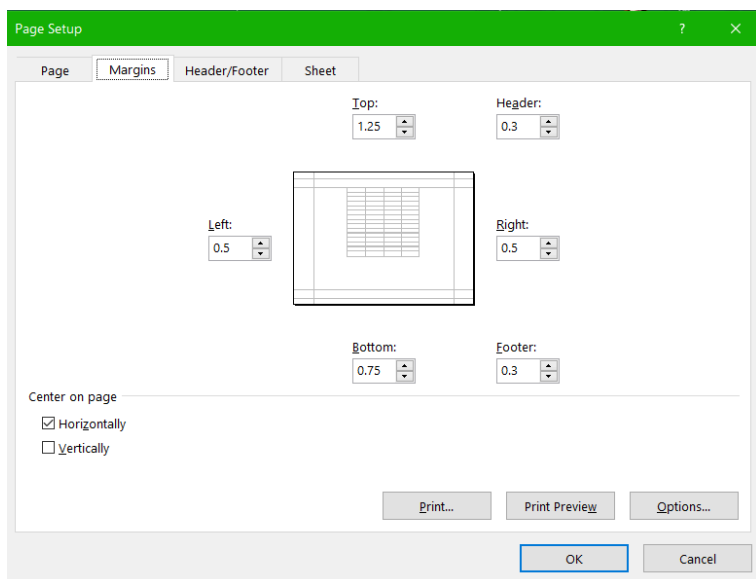 Page Setup ? ×
Page Margins Header/Footer Sheet
Top: Header:
1.25 0.3
Left: Right:
0.5 0.5
Bottom: Footer:
0.75 0.3
Center on page
Horizontally
Vertically
Print... Print Preview Options...
OK Cancel